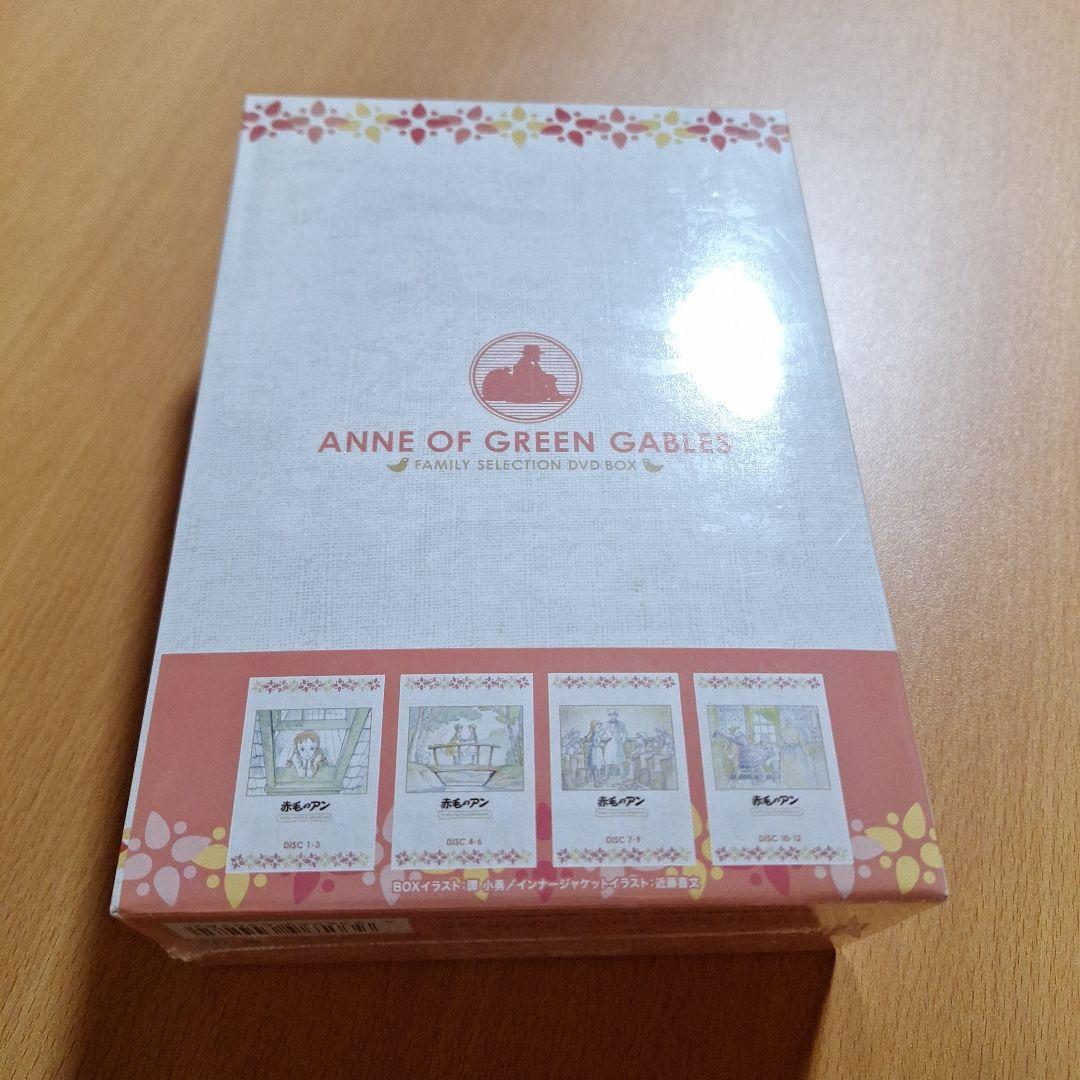 ANNE OF GREEN GABLES
FAMILY SELECTION DVD BOX
赤毛のアン
DISC 1-3
赤毛のアン
DISC 4-6
赤毛のアン
DISC 7-9
赤毛のアン
DISC 10-12
BOXイラスト:譚 小勇/インナージャケットイラスト:近藤喜文